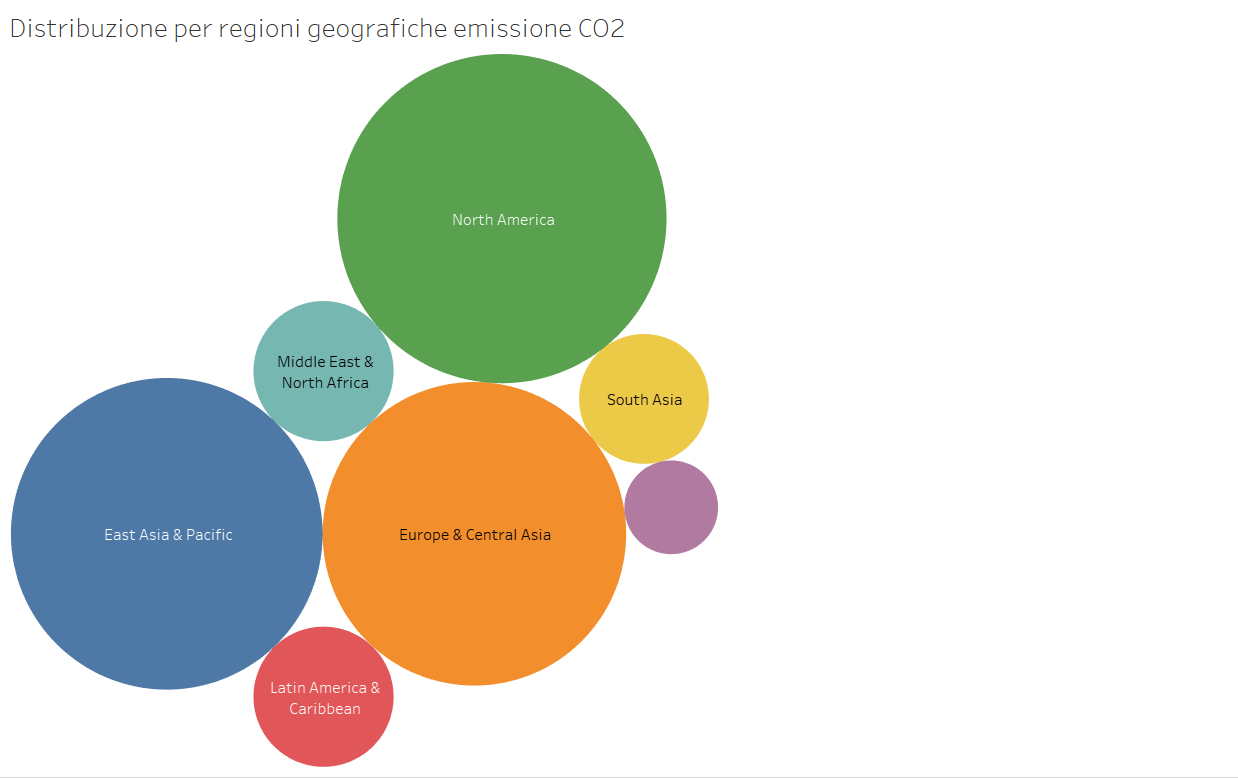 Distribuzione per regioni geografiche emissione CO2
North America
Middle East &
North Africa
South Asia
East Asia & Pacific
Europe & Central Asia
Latin America &
Caribbean